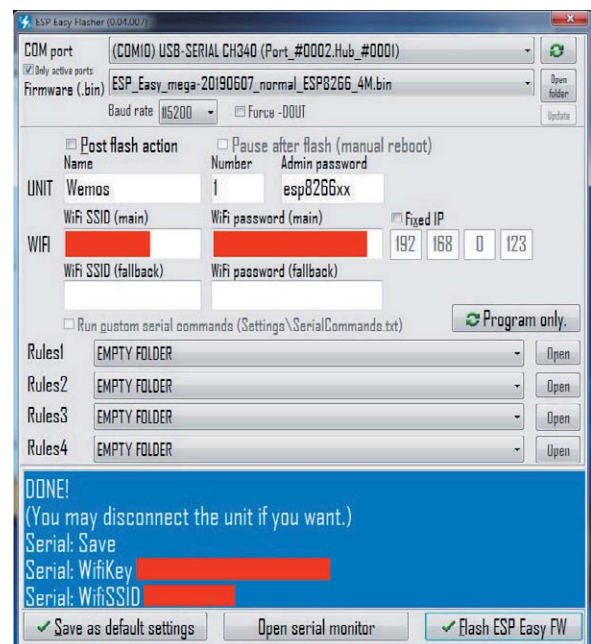 ESP Easy Flasher (0.04.007)
COM port (COM10) USB-SERIAL CH340 (Port_#0002.Hub_#0001)
Only active ports
Firmware (.bin) ESP_Easy_mega-20190607_normal_ESP8266_4M.bin Open folder
Baud rate 115200 Force -DOUT Update
Post flash action Pause after flash (manual reboot)
Name Number Admin password
UNIT Wemos 1 esp8266xx
WiFi SSID (main) WiFi password (main) Fixed IP
WIFI 192 168 0 123
WiFi SSID (fallback) WiFi password (fallback)
Run custom serial commands (Settings\SerialCommands.txt) Program only.
Rules1 EMPTY FOLDER Open
Rules2 EMPTY FOLDER Open
Rules3 EMPTY FOLDER Open
Rules4 EMPTY FOLDER Open
DONE!
(You may disconnect the unit if you want.)
Serial: Save
Serial: WifiKey
Serial: WifiSSID
Save as default settings Open serial monitor Flash ESP Easy FW